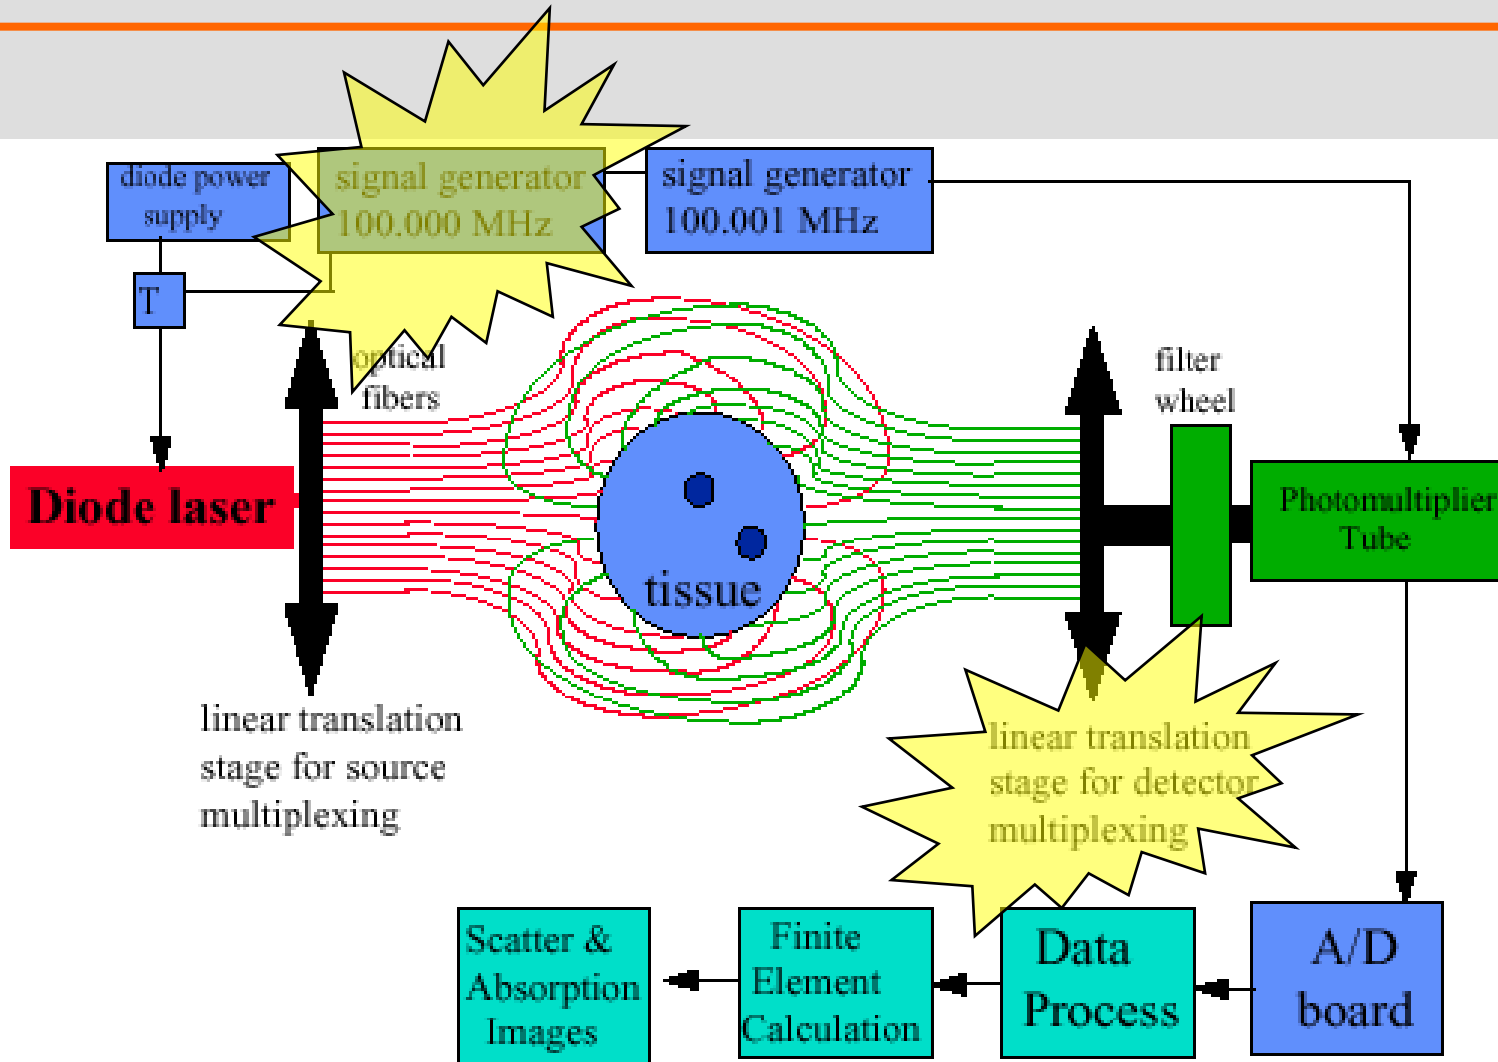 diode power
supply
signal generator
100.000 MHz
signal generator
100.001 MHz
T
optical
fibers
filter
wheel
Diode laser
Photomultiplier
Tube
tissue
linear translation
stage for source
multiplexing
linear translation
stage for detector
multiplexing
Scatter &
Absorption
Images
Finite
Element
Calculation
Data
Process
A/D
board